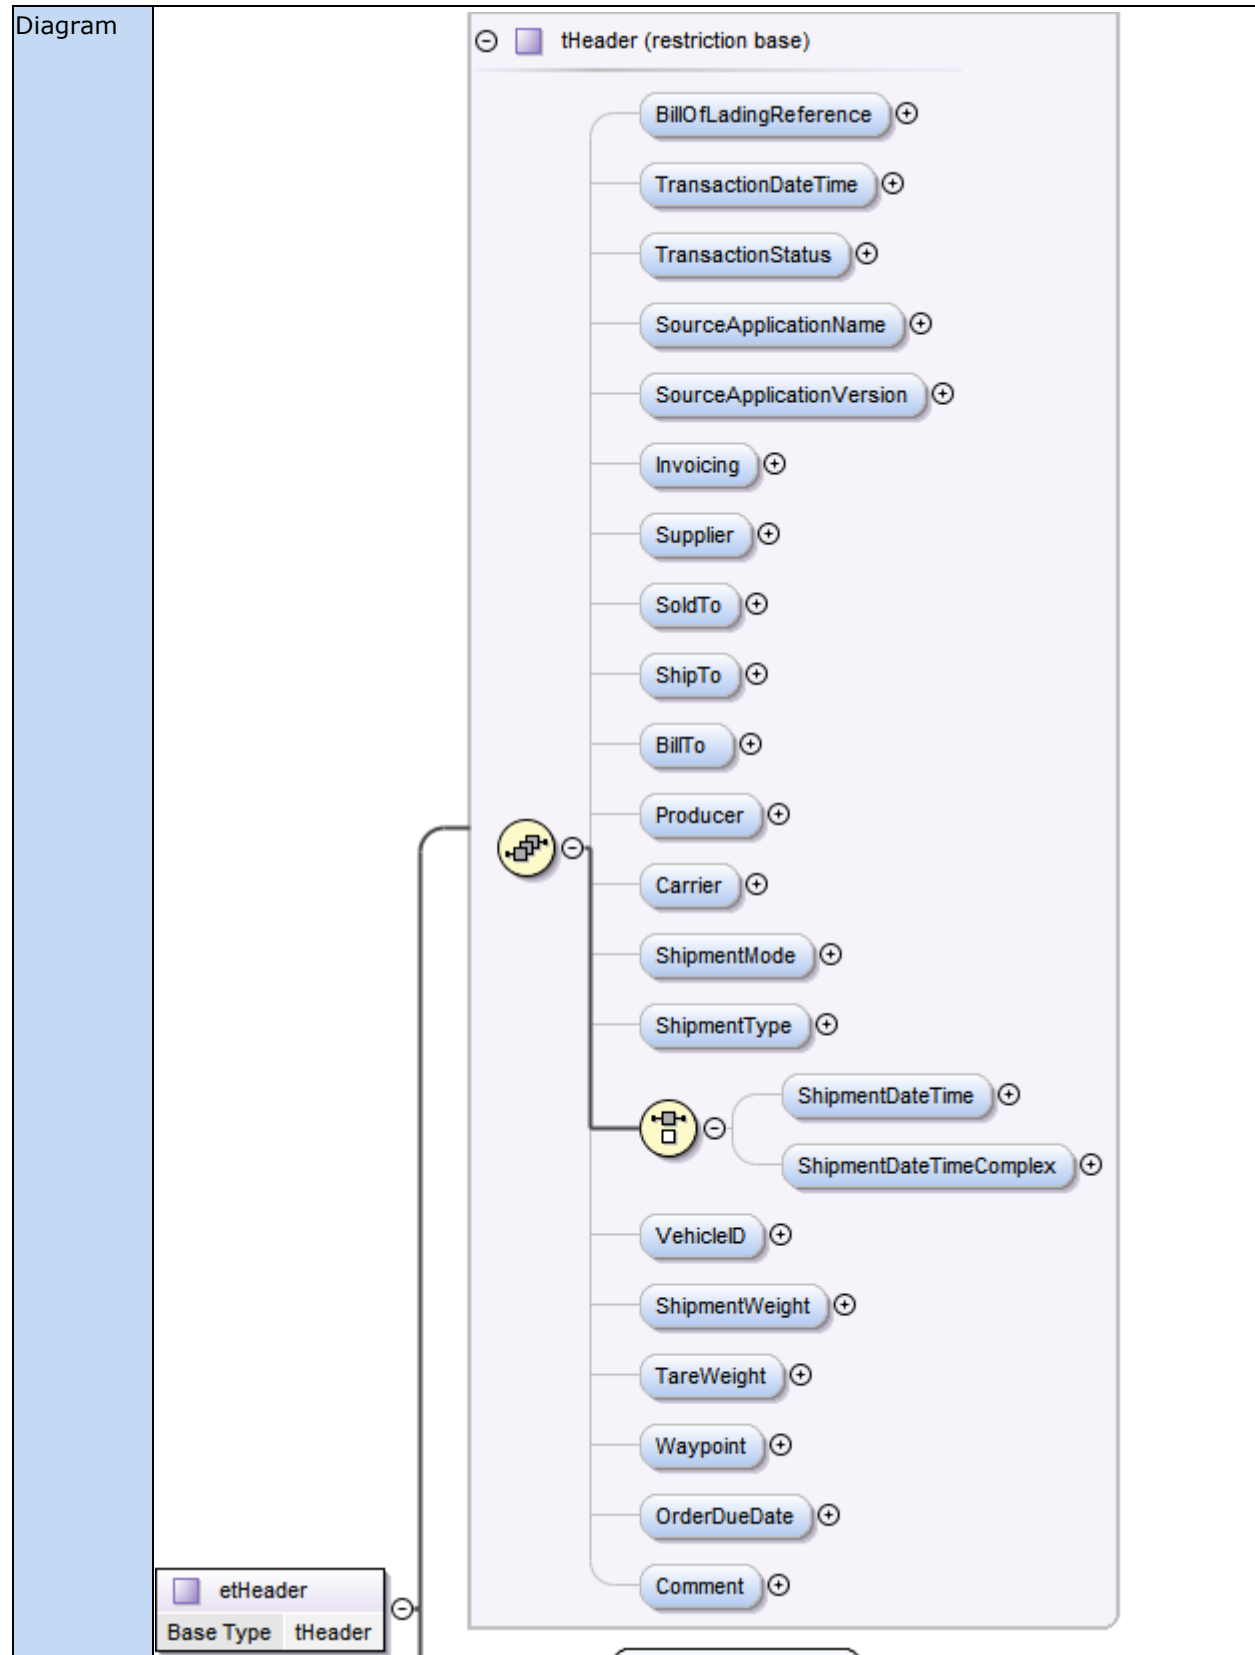 Diagram
tHeader (restriction base)
BillOfLadingReference
TransactionDateTime
TransactionStatus
SourceApplicationName
SourceApplicationVersion
Invoicing
Supplier
SoldTo
ShipTo
BillTo
Producer
Carrier
ShipmentMode
ShipmentType
ShipmentDateTime
ShipmentDateTimeComplex
VehicleID
ShipmentWeight
TareWeight
Waypoint
OrderDueDate
Comment
etHeader
Base Type tHeader